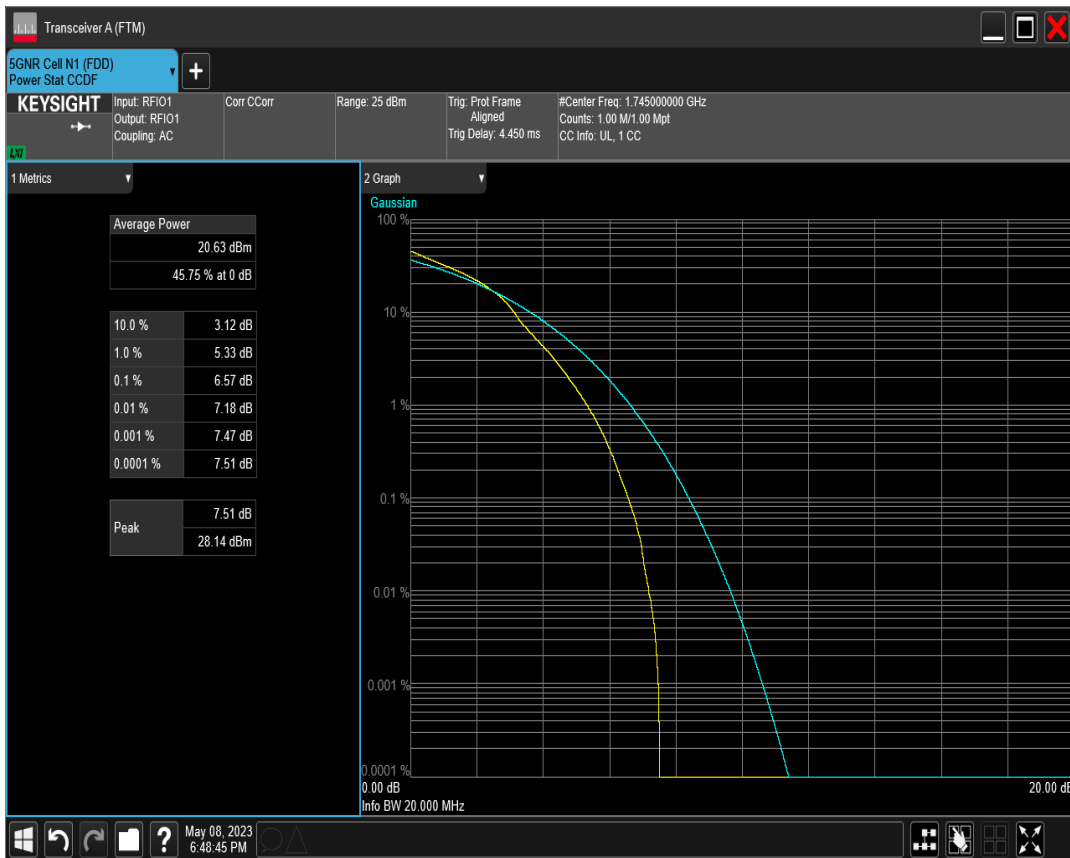 Transceiver A (FTM)
5GNR Cell N1 (FDD)
Power Stat CCDF
+
KEYSIGHT
LXI
Input: RFIO1
Output: RFIO1
Coupling: AC
Corr CCorr
Range: 25 dBm
Trig: Prot Frame
Aligned
Trig Delay: 4.450 ms
#Center Freq: 1.745000000 GHz
Counts: 1.00 M/1.00 Mpt
CC Info: UL, 1 CC
1 Metrics
Average Power
20.63 dBm
45.75 % at 0 dB
10.0 % 3.12 dB
1.0 % 5.33 dB
0.1 % 6.57 dB
0.01 % 7.18 dB
0.001 % 7.47 dB
0.0001 % 7.51 dB
Peak
7.51 dB
28.14 dBm
2 Graph
Gaussian
100 %
10 %
1 %
0.1 %
0.01 %
0.001 %
0.0001 %
0.00 dB 20.00 dB
Info BW 20.000 MHz
?
May 08, 2023
6:48:45 PM